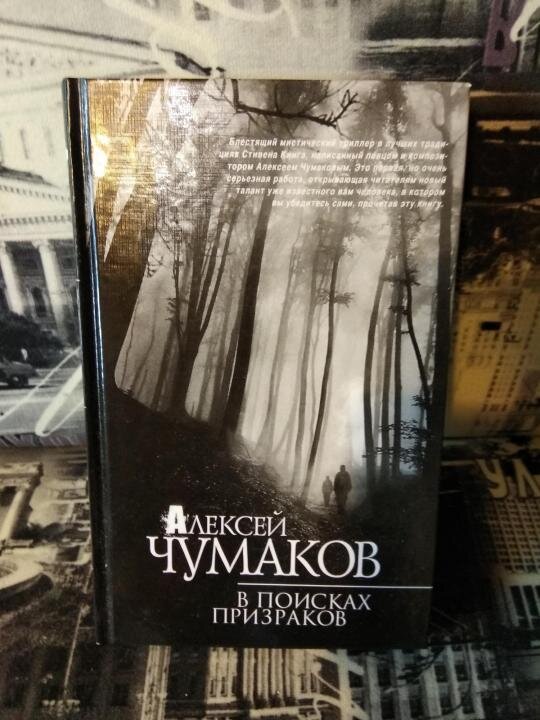 Блестящий мистический триллер в лучших тради-
циях Стивена Кинга, написанный певцом и компози-
тором Алексеем Чумаковым. Это первая, но очень
серьезная работа, открывающая читателям новый
талант уже известного вам человека, в котором
вы убедитесь сами, прочитав эту книгу.
АЛЕКСЕЙ
ЧУМАКОВ
В ПОИСКАХ
ПРИЗРАКОВ